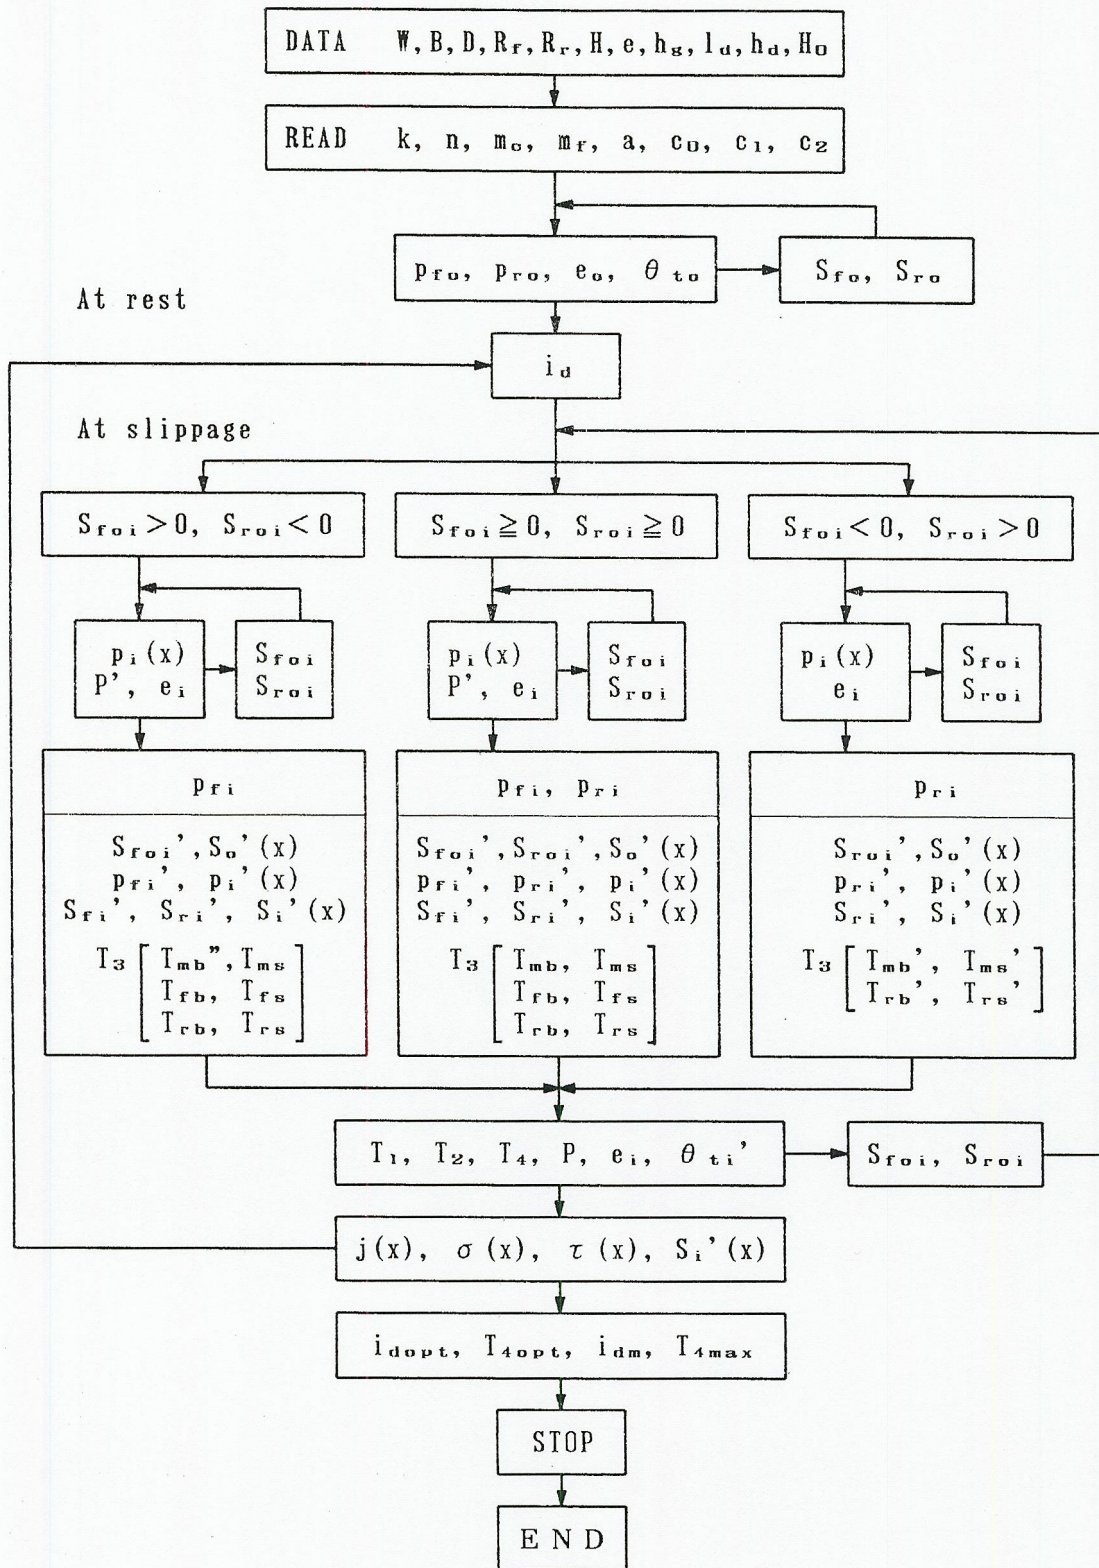 DATA W, B, D, R_f, R_r, H, e, h_g, l_d, h_d, H_0
READ k, n, m_c, m_f, a, c_0, c_1, c_2
p_fo, p_ro, e_o, θ_to
S_fo, S_ro
At rest
i_d
At slippage
S_foi > 0, S_roi < 0
S_foi ≧ 0, S_roi ≧ 0
S_foi < 0, S_roi > 0
p_i(x)
P', e_i
S_foi
S_roi
p_i(x)
P', e_i
S_foi
S_roi
p_i(x)
e_i
S_foi
S_roi
p_fi
S_foi', S_o'(x)
p_fi', p_i'(x)
S_fi', S_ri', S_i'(x)
T_3 [ T_mb", T_ms
T_fb, T_fs
T_rb, T_rs ]
p_fi, p_ri
S_foi', S_roi', S_o'(x)
p_fi', p_ri', p_i'(x)
S_fi', S_ri', S_i'(x)
T_3 [ T_mb, T_ms
T_fb, T_fs
T_rb, T_rs ]
p_ri
S_roi', S_o'(x)
p_ri', p_i'(x)
S_ri', S_i'(x)
T_3 [ T_mb', T_ms'
T_rb', T_rs' ]
T_1, T_2, T_4, P, e_i, θ_ti'
S_foi, S_roi
j(x), σ(x), τ(x), S_i'(x)
i_dopt, T_4opt, i_dm, T_4max
STOP
END